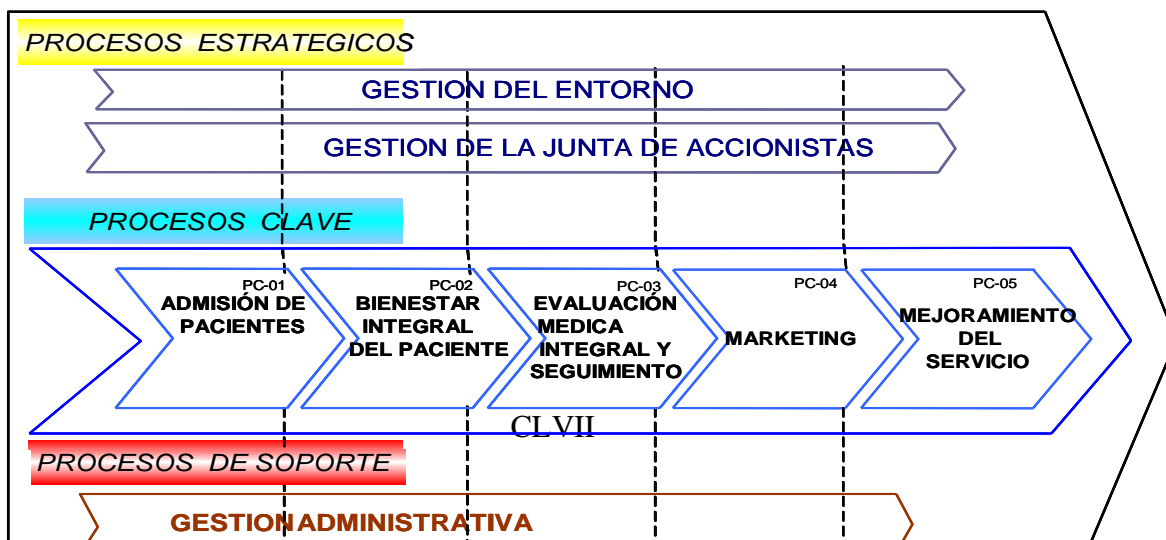 PROCESOS ESTRATEGICOS
GESTION DEL ENTORNO
GESTION DE LA JUNTA DE ACCIONISTAS
PROCESOS CLAVE
PC-01
ADMISIÓN DE
PACIENTES
PC-02
BIENESTAR
INTEGRAL
DEL PACIENTE
PC-03
EVALUACIÓN
MEDICA
INTEGRAL Y
SEGUIMIENTO
PC-04
MARKETING
PC-05
MEJORAMIENTO
DEL
SERVICIO
CLVII
PROCESOS DE SOPORTE
GESTION ADMINISTRATIVA